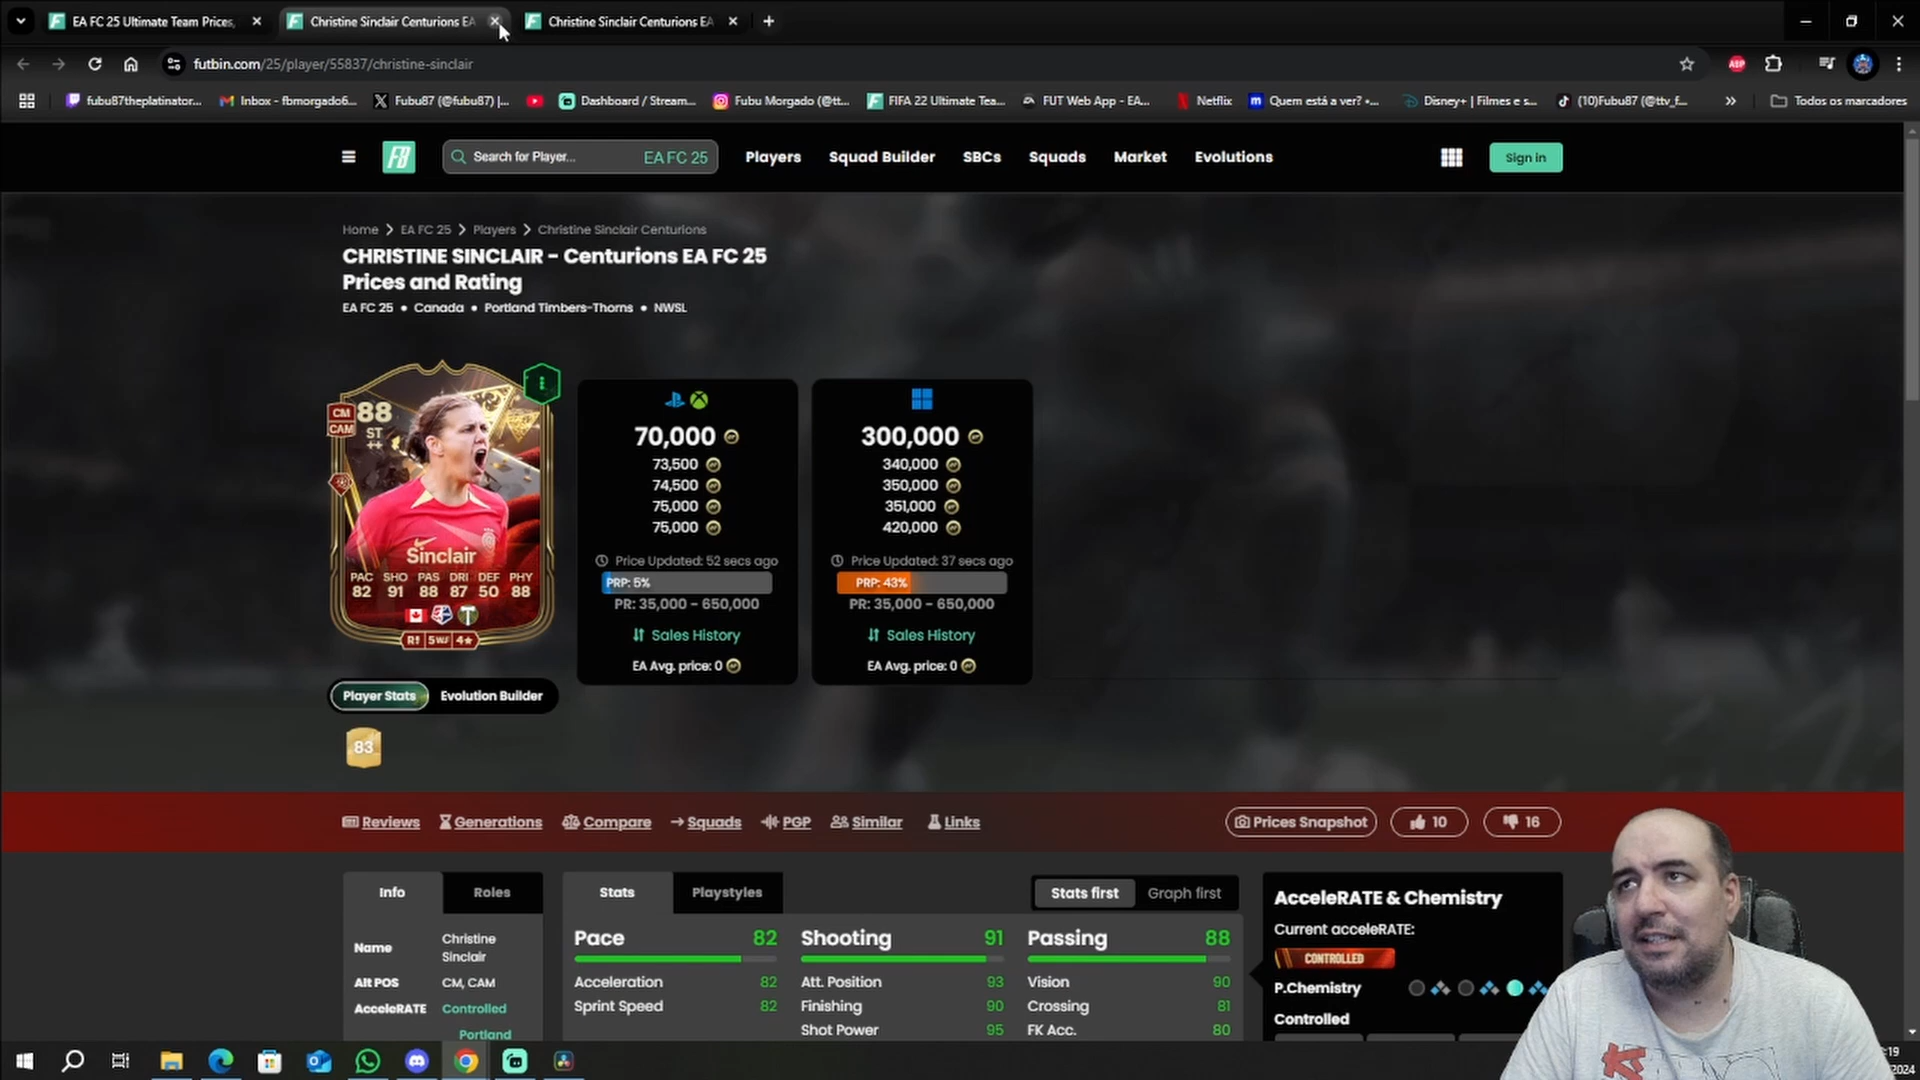 EA FC 25 Ultimate Team Prices,
Christine Sinclair Centurions EA
Christine Sinclair Centurions EA
futbin.com/25/player/55837/christine-sinclair
ABP
fubu87theplatinator...
Inbox - fbmorgado6...
Fubu87 (@fubu87) |...
Dashboard / Stream...
Fubu Morgado (@tt...
FIFA 22 Ultimate Tea...
FUT Web App - EA...
Netflix
Quem está a ver? •...
Disney+ | Filmes e s...
(10)Fubu87 (@ttv_f...
Todos os marcadores
FB
Search for Player...
EA FC 25
Players
Squad Builder
SBCs
Squads
Market
Evolutions
Sign in
Home > EA FC 25 > Players > Christine Sinclair Centurions
CHRISTINE SINCLAIR - Centurions EA FC 25
Prices and Rating
EA FC 25 • Canada • Portland Timbers-Thorns • NWSL
CM
CAM
88
ST
++
Sinclair
PAC SHO PAS DRI DEF PHY
82 91 88 87 50 88
R 5WF 4★
70,000
73,500
74,500
75,000
75,000
Price Updated: 52 secs ago
PRP: 5%
PR: 35,000 - 650,000
Sales History
EA Avg. price: 0
300,000
340,000
350,000
351,000
420,000
Price Updated: 37 secs ago
PRP: 43%
PR: 35,000 - 650,000
Sales History
EA Avg. price: 0
Player Stats
Evolution Builder
83
Reviews
Generations
Compare
Squads
PGP
Similar
Links
Prices Snapshot
10
16
Info
Roles
Name
Christine
Sinclair
Alt POS
CM, CAM
AcceleRATE
Controlled
Portland
Stats
Playstyles
Stats first
Graph first
Pace 82
Acceleration 82
Sprint Speed 82
Shooting 91
Att. Position 93
Finishing 90
Shot Power 95
Passing 88
Vision 90
Crossing 81
FK Acc. 80
AcceleRATE & Chemistry
Current acceleRATE:
CONTROLLED
P.Chemistry
Controlled